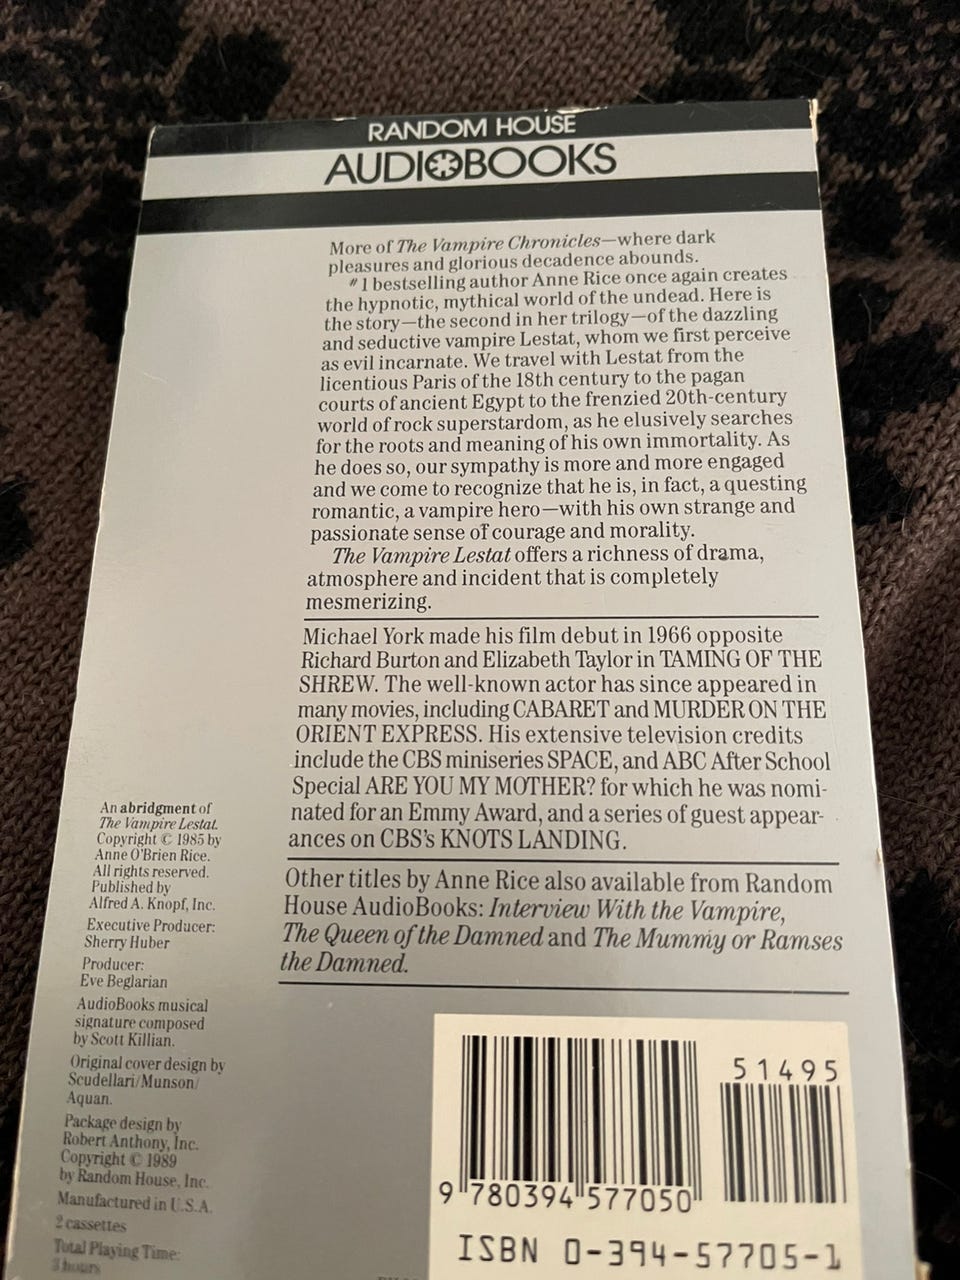 RANDOM HOUSE
AUDIOBOOKS
More of The Vampire Chronicles—where dark
pleasures and glorious decadence abounds.
#1 bestselling author Anne Rice once again creates
the hypnotic, mythical world of the undead. Here is
the story—the second in her trilogy—of the dazzling
and seductive vampire Lestat, whom we first perceive
as evil incarnate. We travel with Lestat from the
licentious Paris of the 18th century to the pagan
courts of ancient Egypt to the frenzied 20th-century
world of rock superstardom, as he elusively searches
for the roots and meaning of his own immortality. As
he does so, our sympathy is more and more engaged
and we come to recognize that he is, in fact, a questing
romantic, a vampire hero—with his own strange and
passionate sense of courage and morality.
The Vampire Lestat offers a richness of drama,
atmosphere and incident that is completely
mesmerizing.
Michael York made his film debut in 1966 opposite
Richard Burton and Elizabeth Taylor in TAMING OF THE
SHREW. The well-known actor has since appeared in
many movies, including CABARET and MURDER ON THE
ORIENT EXPRESS. His extensive television credits
include the CBS miniseries SPACE, and ABC After School
Special ARE YOU MY MOTHER? for which he was nomi-
nated for an Emmy Award, and a series of guest appear-
ances on CBS's KNOTS LANDING.
Other titles by Anne Rice also available from Random
House AudioBooks: Interview With the Vampire,
The Queen of the Damned and The Mummy or Ramses
the Damned.
An abridgment of
The Vampire Lestat.
Copyright © 1985 by
Anne O'Brien Rice.
All rights reserved.
Published by
Alfred A. Knopf, Inc.
Executive Producer:
Sherry Huber
Producer:
Eve Beglarian
AudioBooks musical
signature composed
by Scott Killian.
Original cover design by
Scudellari/Munson/
Aquan.
Package design by
Robert Anthony, Inc.
Copyright © 1989
by Random House, Inc.
Manufactured in U.S.A.
2 cassettes
Total Playing Time:
3 hours
51495
9 780394 577050
ISBN 0-394-57705-1